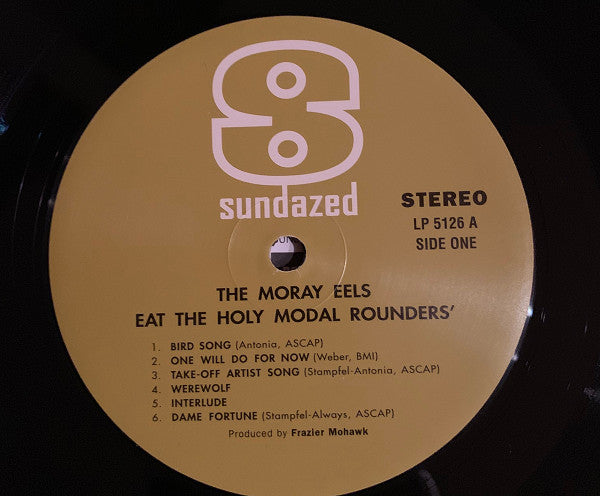 sundazed
STEREO
LP 5126 A
SIDE ONE
THE MORAY EELS
EAT THE HOLY MODAL ROUNDERS'
1. BIRD SONG (Antonia, ASCAP)
2. ONE WILL DO FOR NOW (Weber, BMI)
3. TAKE-OFF ARTIST SONG (Stampfel-Antonia, ASCAP)
4. WEREWOLF
5. INTERLUDE
6. DAME FORTUNE (Stampfel-Always, ASCAP)
Produced by Frazier Mohawk